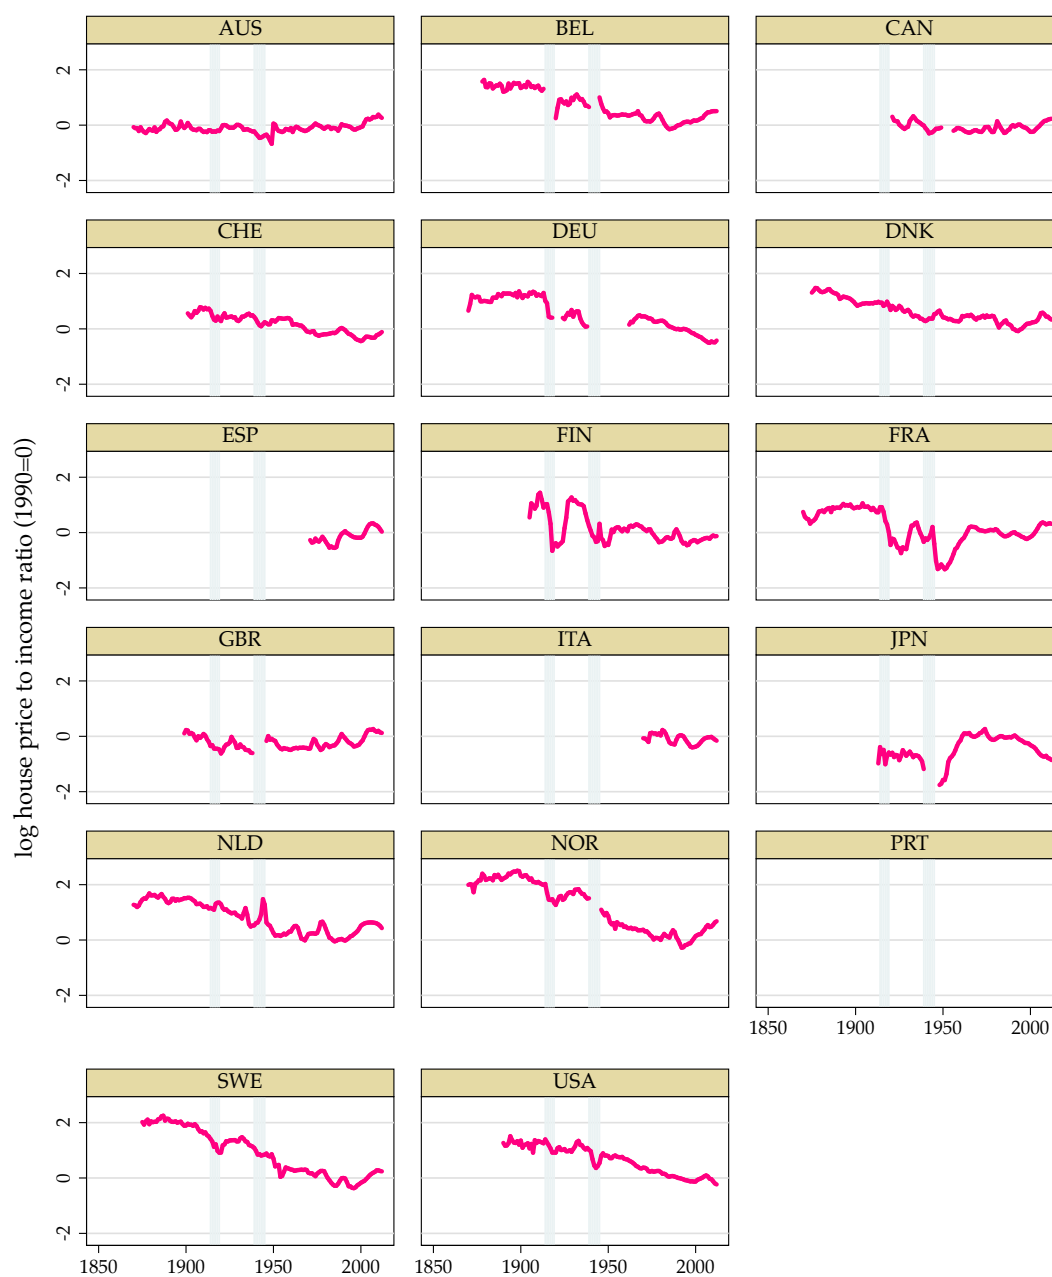 AUS BEL CAN
2
0
-2
CHE DEU DNK
2
0
-2
ESP FIN FRA
2
0
-2
log house price to income ratio (1990=0)
GBR ITA JPN
2
0
-2
NLD NOR PRT
2
0
-2
1850 1900 1950 2000
SWE USA
2
0
-2
1850 1900 1950 2000 1850 1900 1950 2000